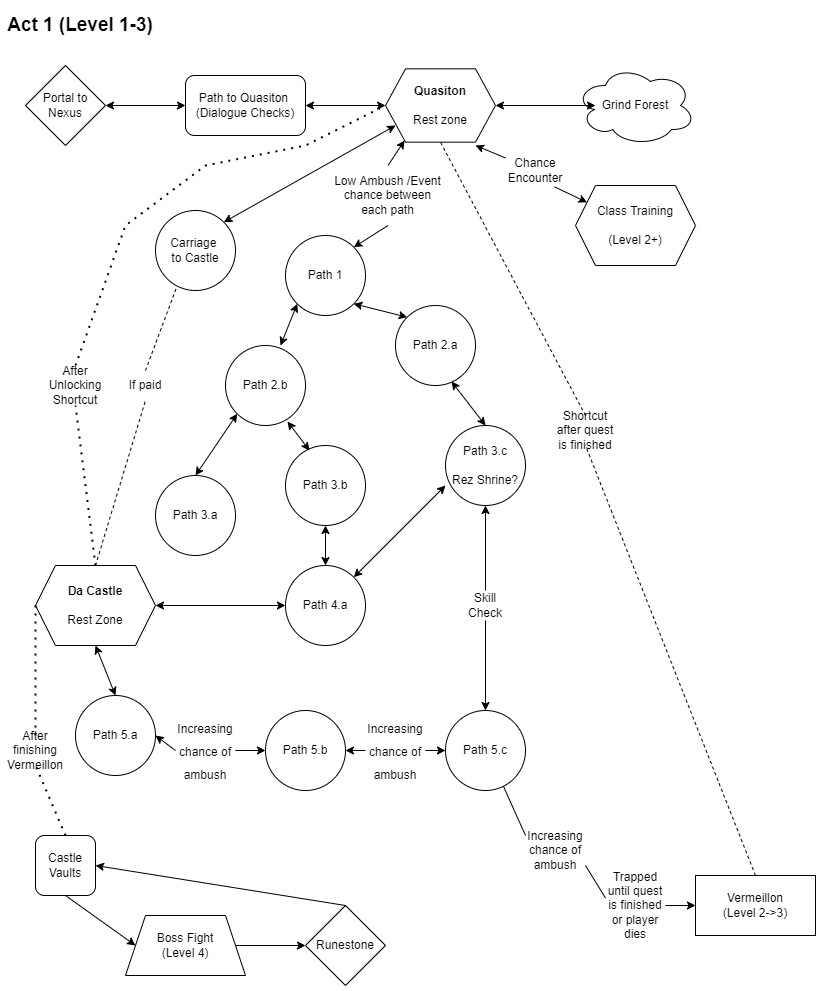 Act 1 (Level 1-3)
Portal to
Nexus
Path to Quasiton
(Dialogue Checks)
Quasiton
Rest zone
Grind Forest
Chance
Encounter
Class Training
(Level 2+)
Low Ambush /Event
chance between
each path
Carriage
to Castle
Path 1
Path 2.a
Path 2.b
After
Unlocking
Shortcut
If paid
Shortcut
after quest
is finished
Path 3.c
Rez Shrine?
Path 3.b
Path 3.a
Da Castle
Rest Zone
Path 4.a
Skill
Check
Path 5.a
Increasing
chance of
ambush
Path 5.b
Increasing
chance of
ambush
Path 5.c
After
finishing
Vermeillon
Increasing
chance of
ambush
Castle
Vaults
Trapped
until quest
is finished
or player
dies
Vermeillon
(Level 2->3)
Boss Fight
(Level 4)
Runestone